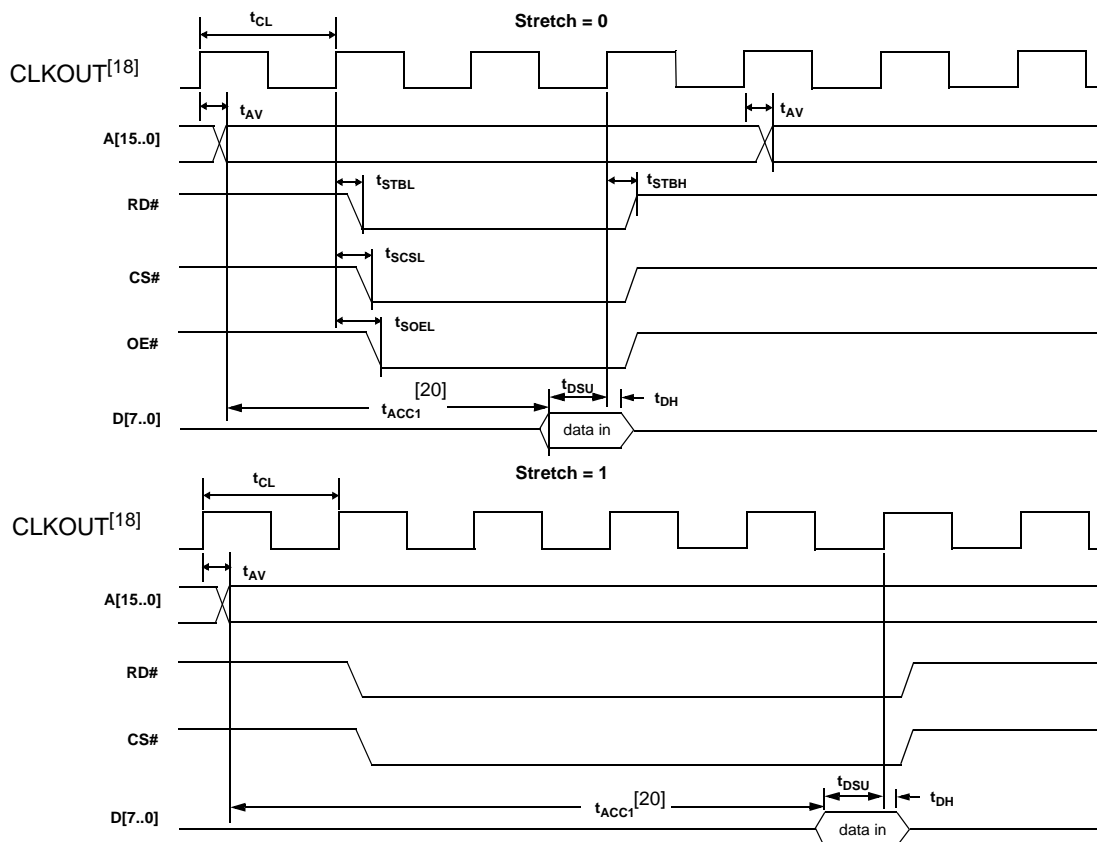 Stretch = 0
tCL
CLKOUT[18]
tAV
tAV
A[15..0]
tSTBL
tSTBH
RD#
tSCSL
CS#
tSOEL
OE#
[20]
tDSU
tACC1
tDH
D[7..0]
data in
Stretch = 1
tCL
CLKOUT[18]
tAV
A[15..0]
RD#
CS#
tDSU
tACC1[20]
tDH
D[7..0]
data in